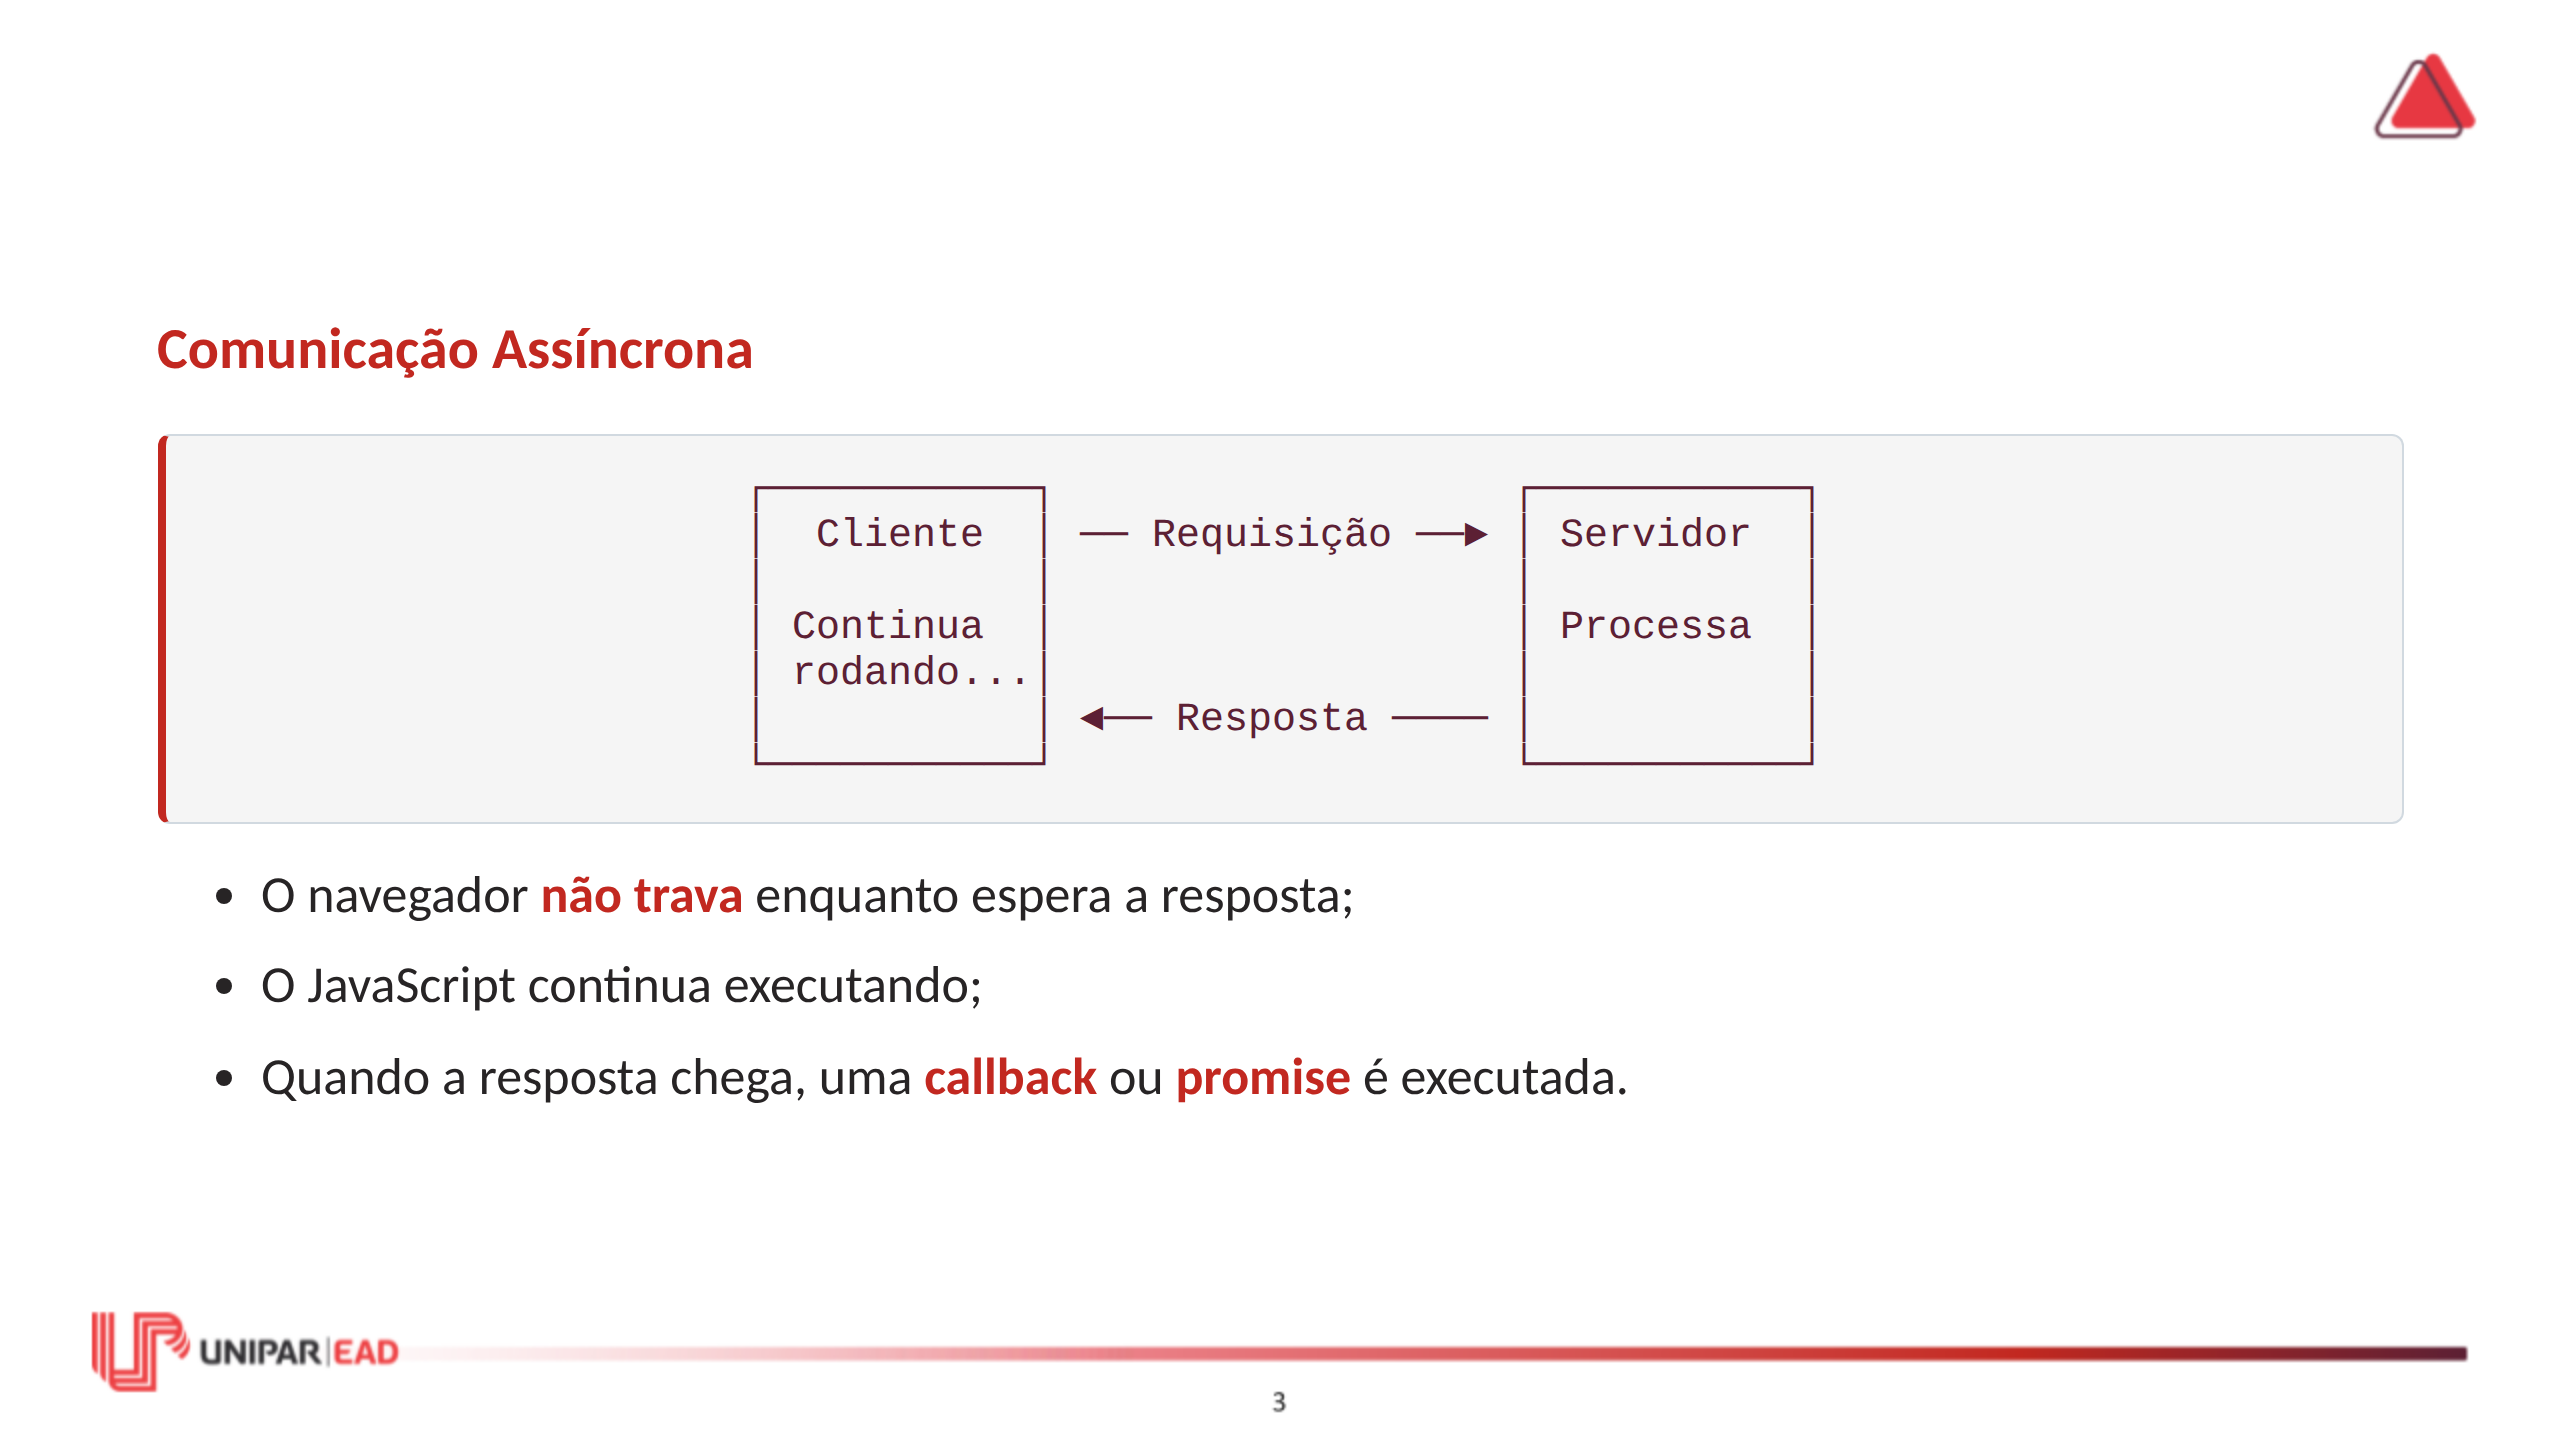 Comunicação Assíncrona
Cliente —— Requisição ——► Servidor
Continua Processa
rodando...
◄—— Resposta ————
• O navegador não trava enquanto espera a resposta;
• O JavaScript continua executando;
• Quando a resposta chega, uma callback ou promise é executada.
UNIPAR|EAD
3